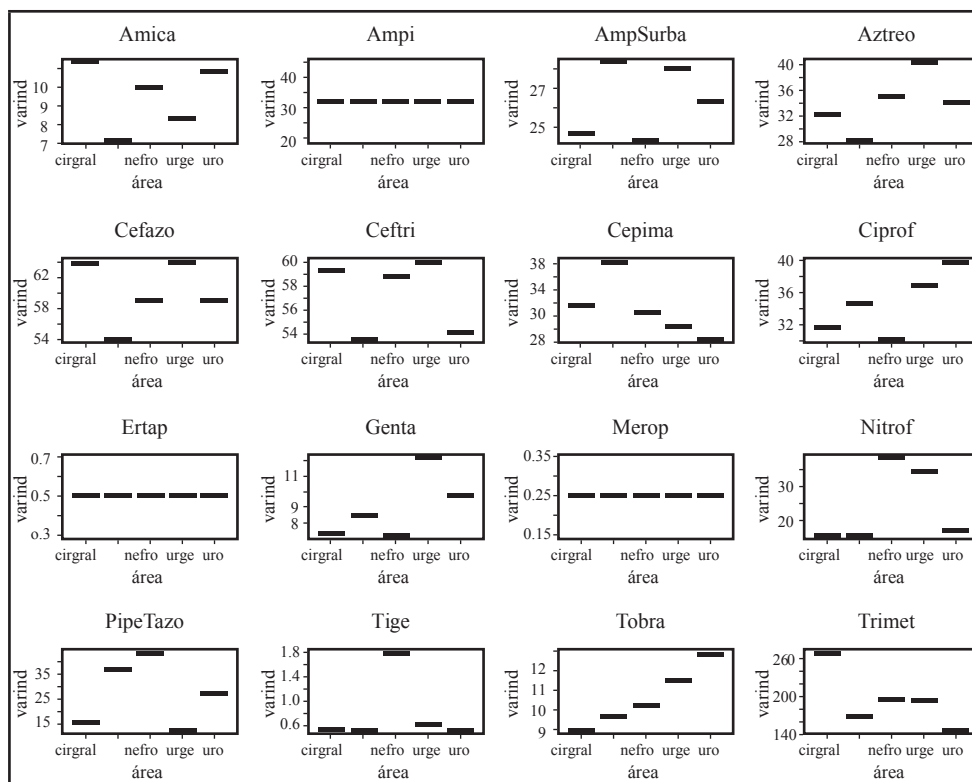 Amica Ampi AmpSurba Aztreo
varind 10 9 8 7 cirgral nefro urge uro área
varind 45 40 30 20 cirgral nefro urge uro área
varind 27 25 cirgral nefro urge uro área
varind 40 36 32 28 cirgral nefro urge uro área
Cefazo Ceftri Cepima Ciprof
varind 62 58 54 cirgral nefro urge uro área
varind 60 58 56 54 cirgral nefro urge uro área
varind 38 32 30 28 cirgral nefro urge uro área
varind 40 36 32 cirgral nefro urge uro área
Ertap Genta Merop Nitrof
varind 0.7 0.5 0.3 cirgral nefro urge uro área
varind 11 9 8 cirgral nefro urge uro área
varind 0.35 0.25 0.15 cirgral nefro urge uro área
varind 30 20 cirgral nefro urge uro área
PipeTazo Tige Tobra Trimet
varind 35 25 15 cirgral nefro urge uro área
varind 1.8 1.4 1.0 0.6 cirgral nefro urge uro área
varind 12 11 10 9 cirgral nefro urge uro área
varind 260 200 140 cirgral nefro urge uro área